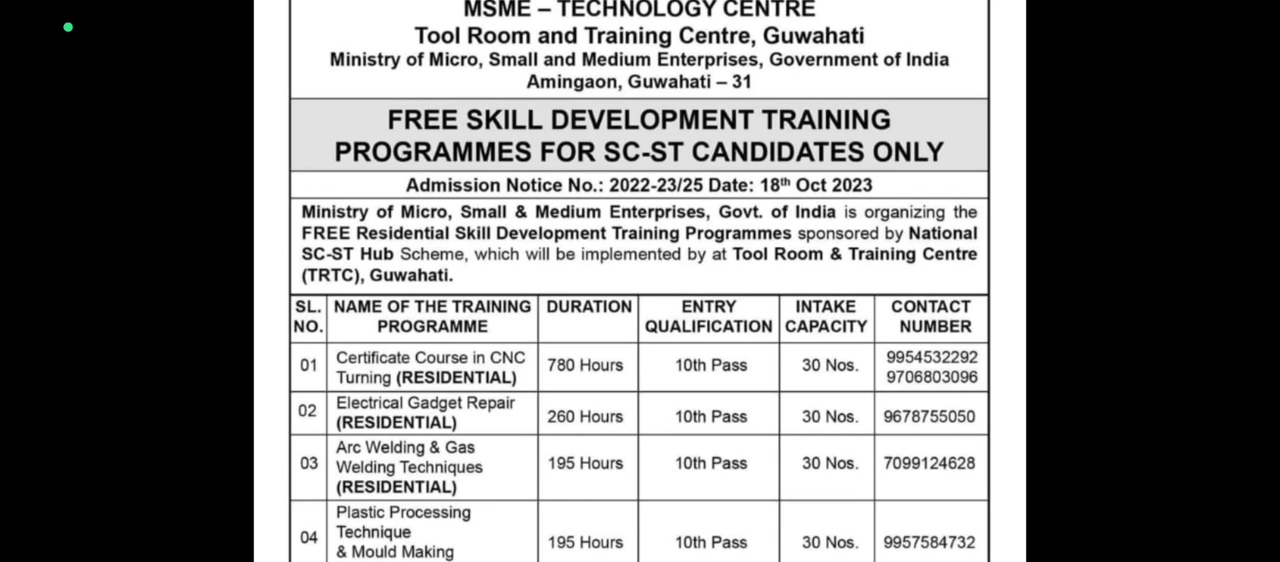 MSME – TECHNOLOGY CENTRE
Tool Room and Training Centre, Guwahati
Ministry of Micro, Small and Medium Enterprises, Government of India
Amingaon, Guwahati – 31
FREE SKILL DEVELOPMENT TRAINING
PROGRAMMES FOR SC-ST CANDIDATES ONLY
Admission Notice No.: 2022-23/25 Date: 18th Oct 2023
Ministry of Micro, Small & Medium Enterprises, Govt. of India is organizing the
FREE Residential Skill Development Training Programmes sponsored by National
SC-ST Hub Scheme, which will be implemented by at Tool Room & Training Centre
(TRTC), Guwahati.
SL. NAME OF THE TRAINING DURATION ENTRY INTAKE CONTACT
NO. PROGRAMME QUALIFICATION CAPACITY NUMBER
01 Certificate Course in CNC 780 Hours 10th Pass 30 Nos. 9954532292
Turning (RESIDENTIAL) 9706803096
02 Electrical Gadget Repair 260 Hours 10th Pass 30 Nos. 9678755050
(RESIDENTIAL)
03 Arc Welding & Gas 195 Hours 10th Pass 30 Nos. 7099124628
Welding Techniques
(RESIDENTIAL)
04 Plastic Processing 195 Hours 10th Pass 30 Nos. 9957584732
Technique
& Mould Making